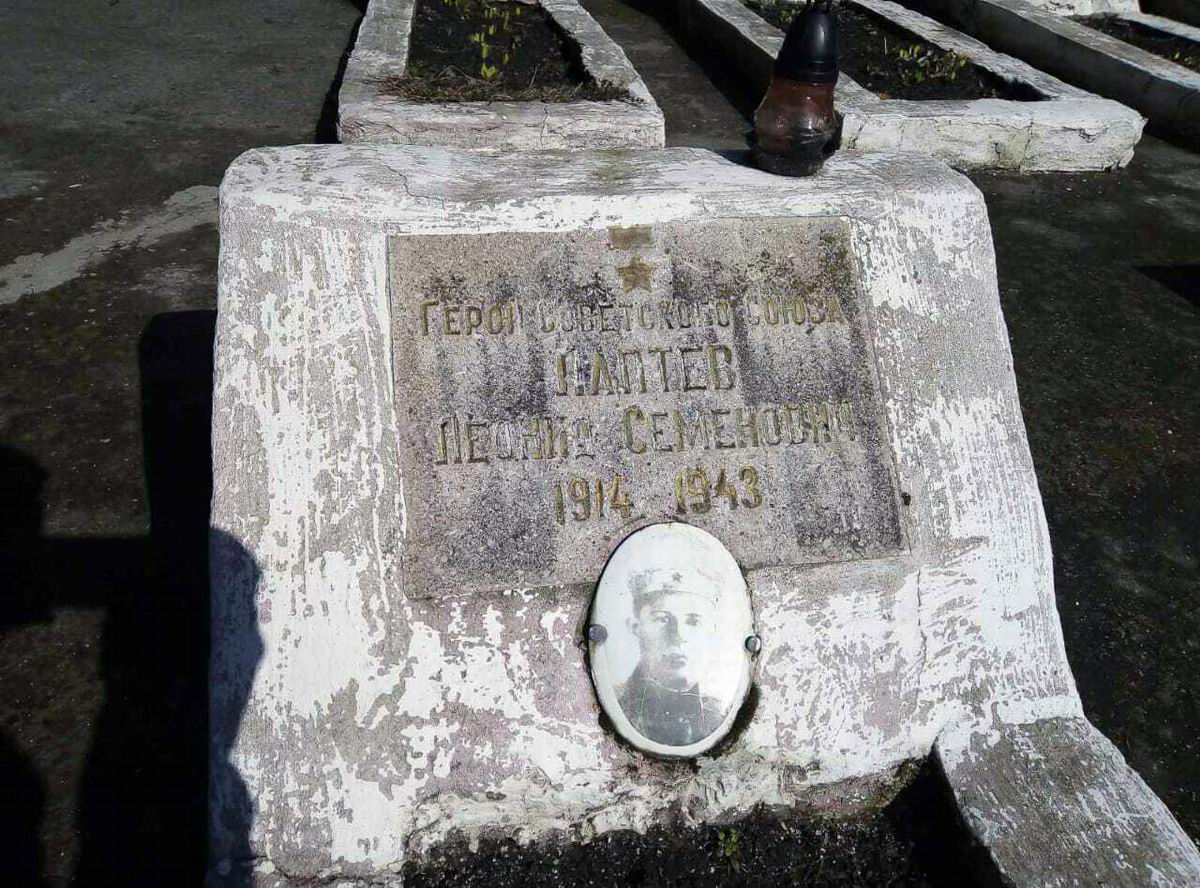 ГЕРОЙ СОВЕТСКОГО СОЮЗА
ЛАПТЕВ
ЛЕОНИД СЕМЕНОВИЧ
1914 1943